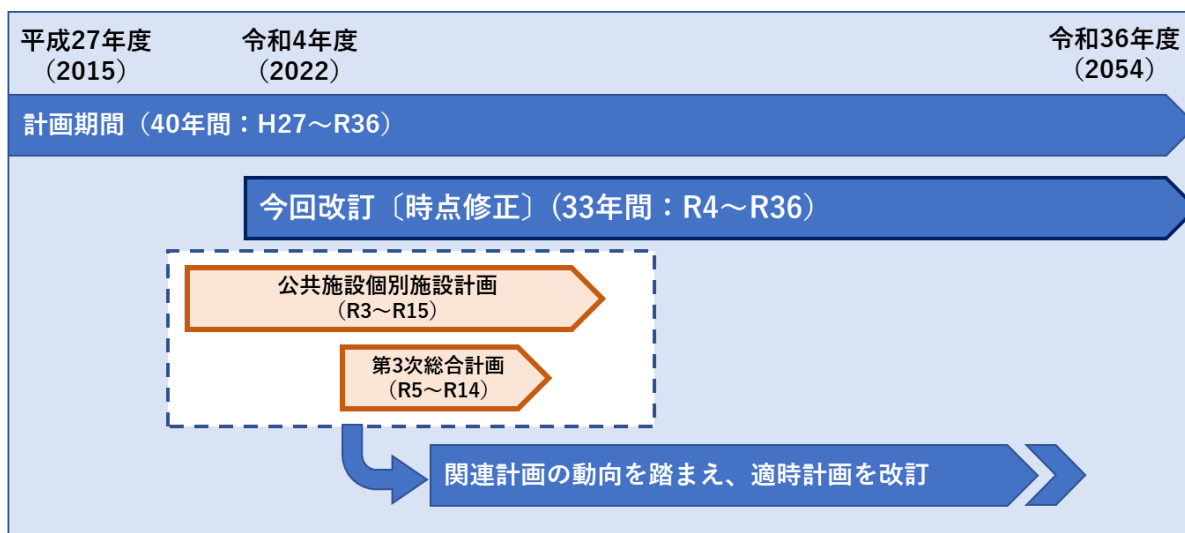 平成27年度
（2015）
令和4年度
（2022）
令和36年度
（2054）
計画期間（40年間：H27～R36）
今回改訂〔時点修正〕(33年間：R4～R36）
公共施設個別施設計画
（R3～R15）
第3次総合計画
（R5～R14）
関連計画の動向を踏まえ、適時計画を改訂